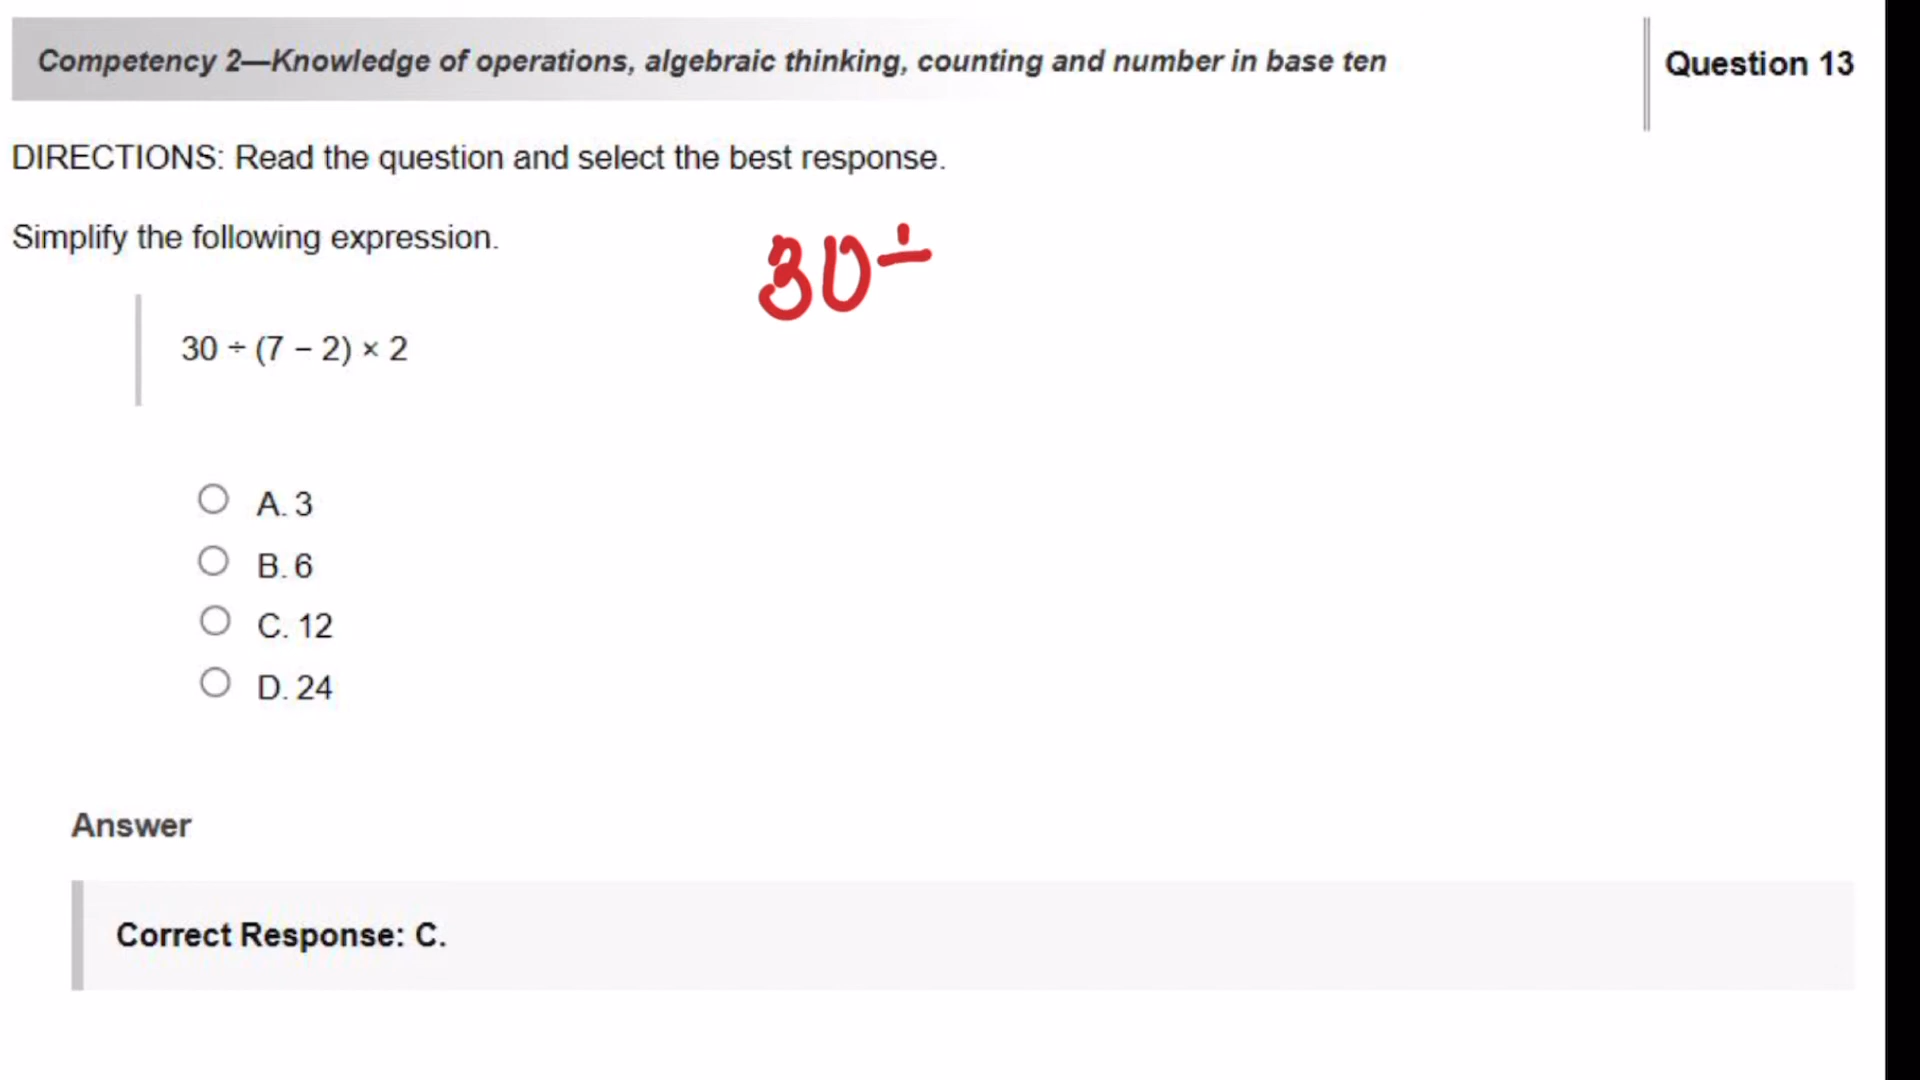 Competency 2—Knowledge of operations, algebraic thinking, counting and number in base ten
Question 13
DIRECTIONS: Read the question and select the best response.
Simplify the following expression.
30 ÷
30 ÷ (7 − 2) × 2
A. 3
B. 6
C. 12
D. 24
Answer
Correct Response: C.